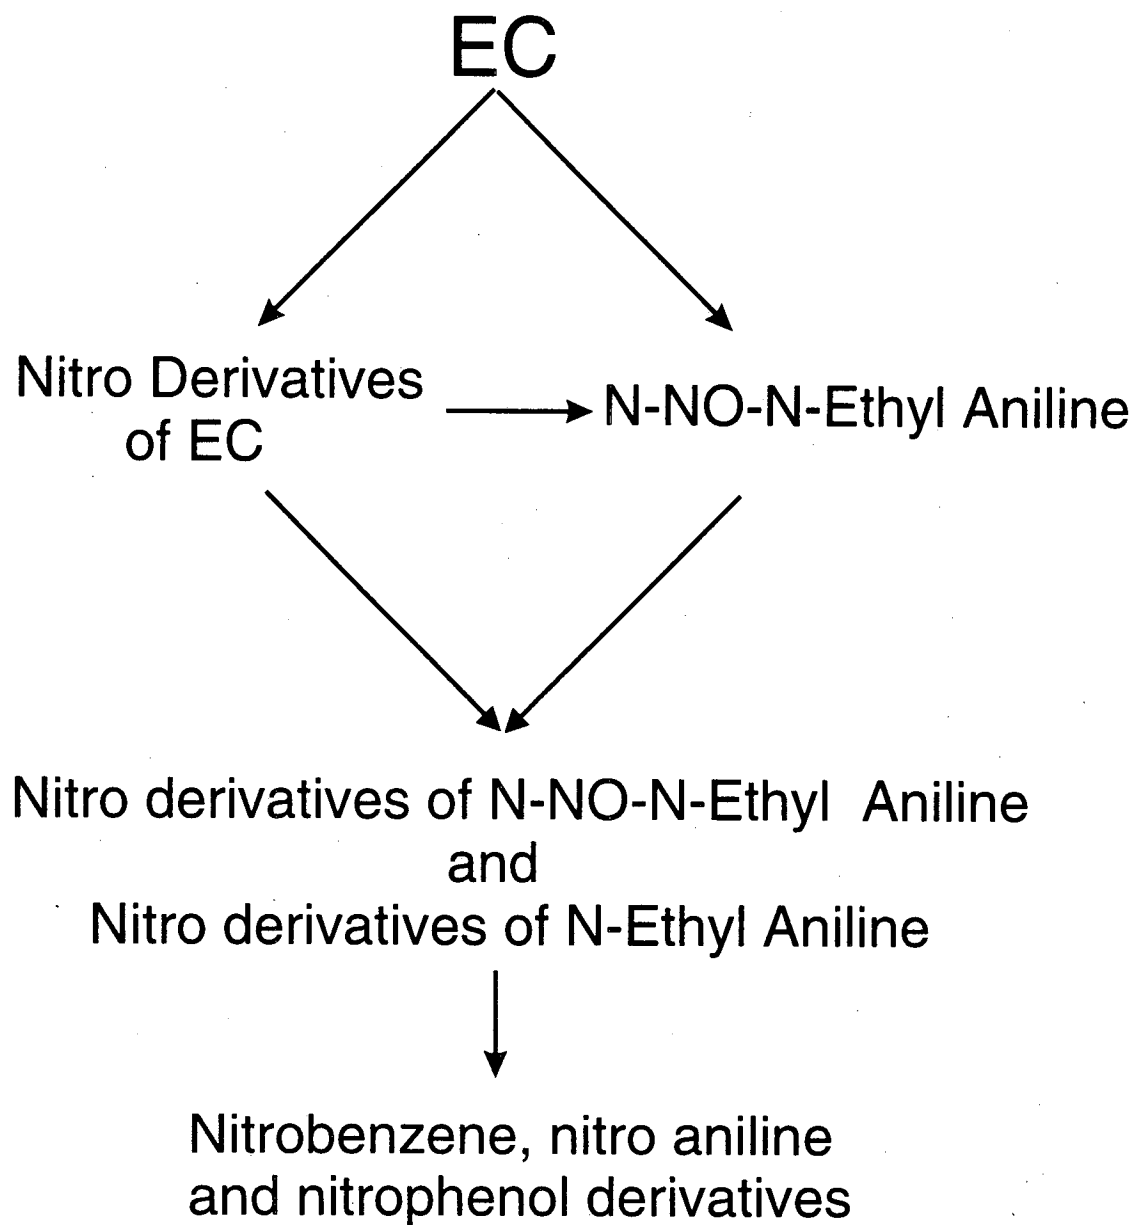 EC
Nitro Derivatives
of EC
N-NO-N-Ethyl Aniline
Nitro derivatives of N-NO-N-Ethyl Aniline
and
Nitro derivatives of N-Ethyl Aniline
Nitrobenzene, nitro aniline
and nitrophenol derivatives